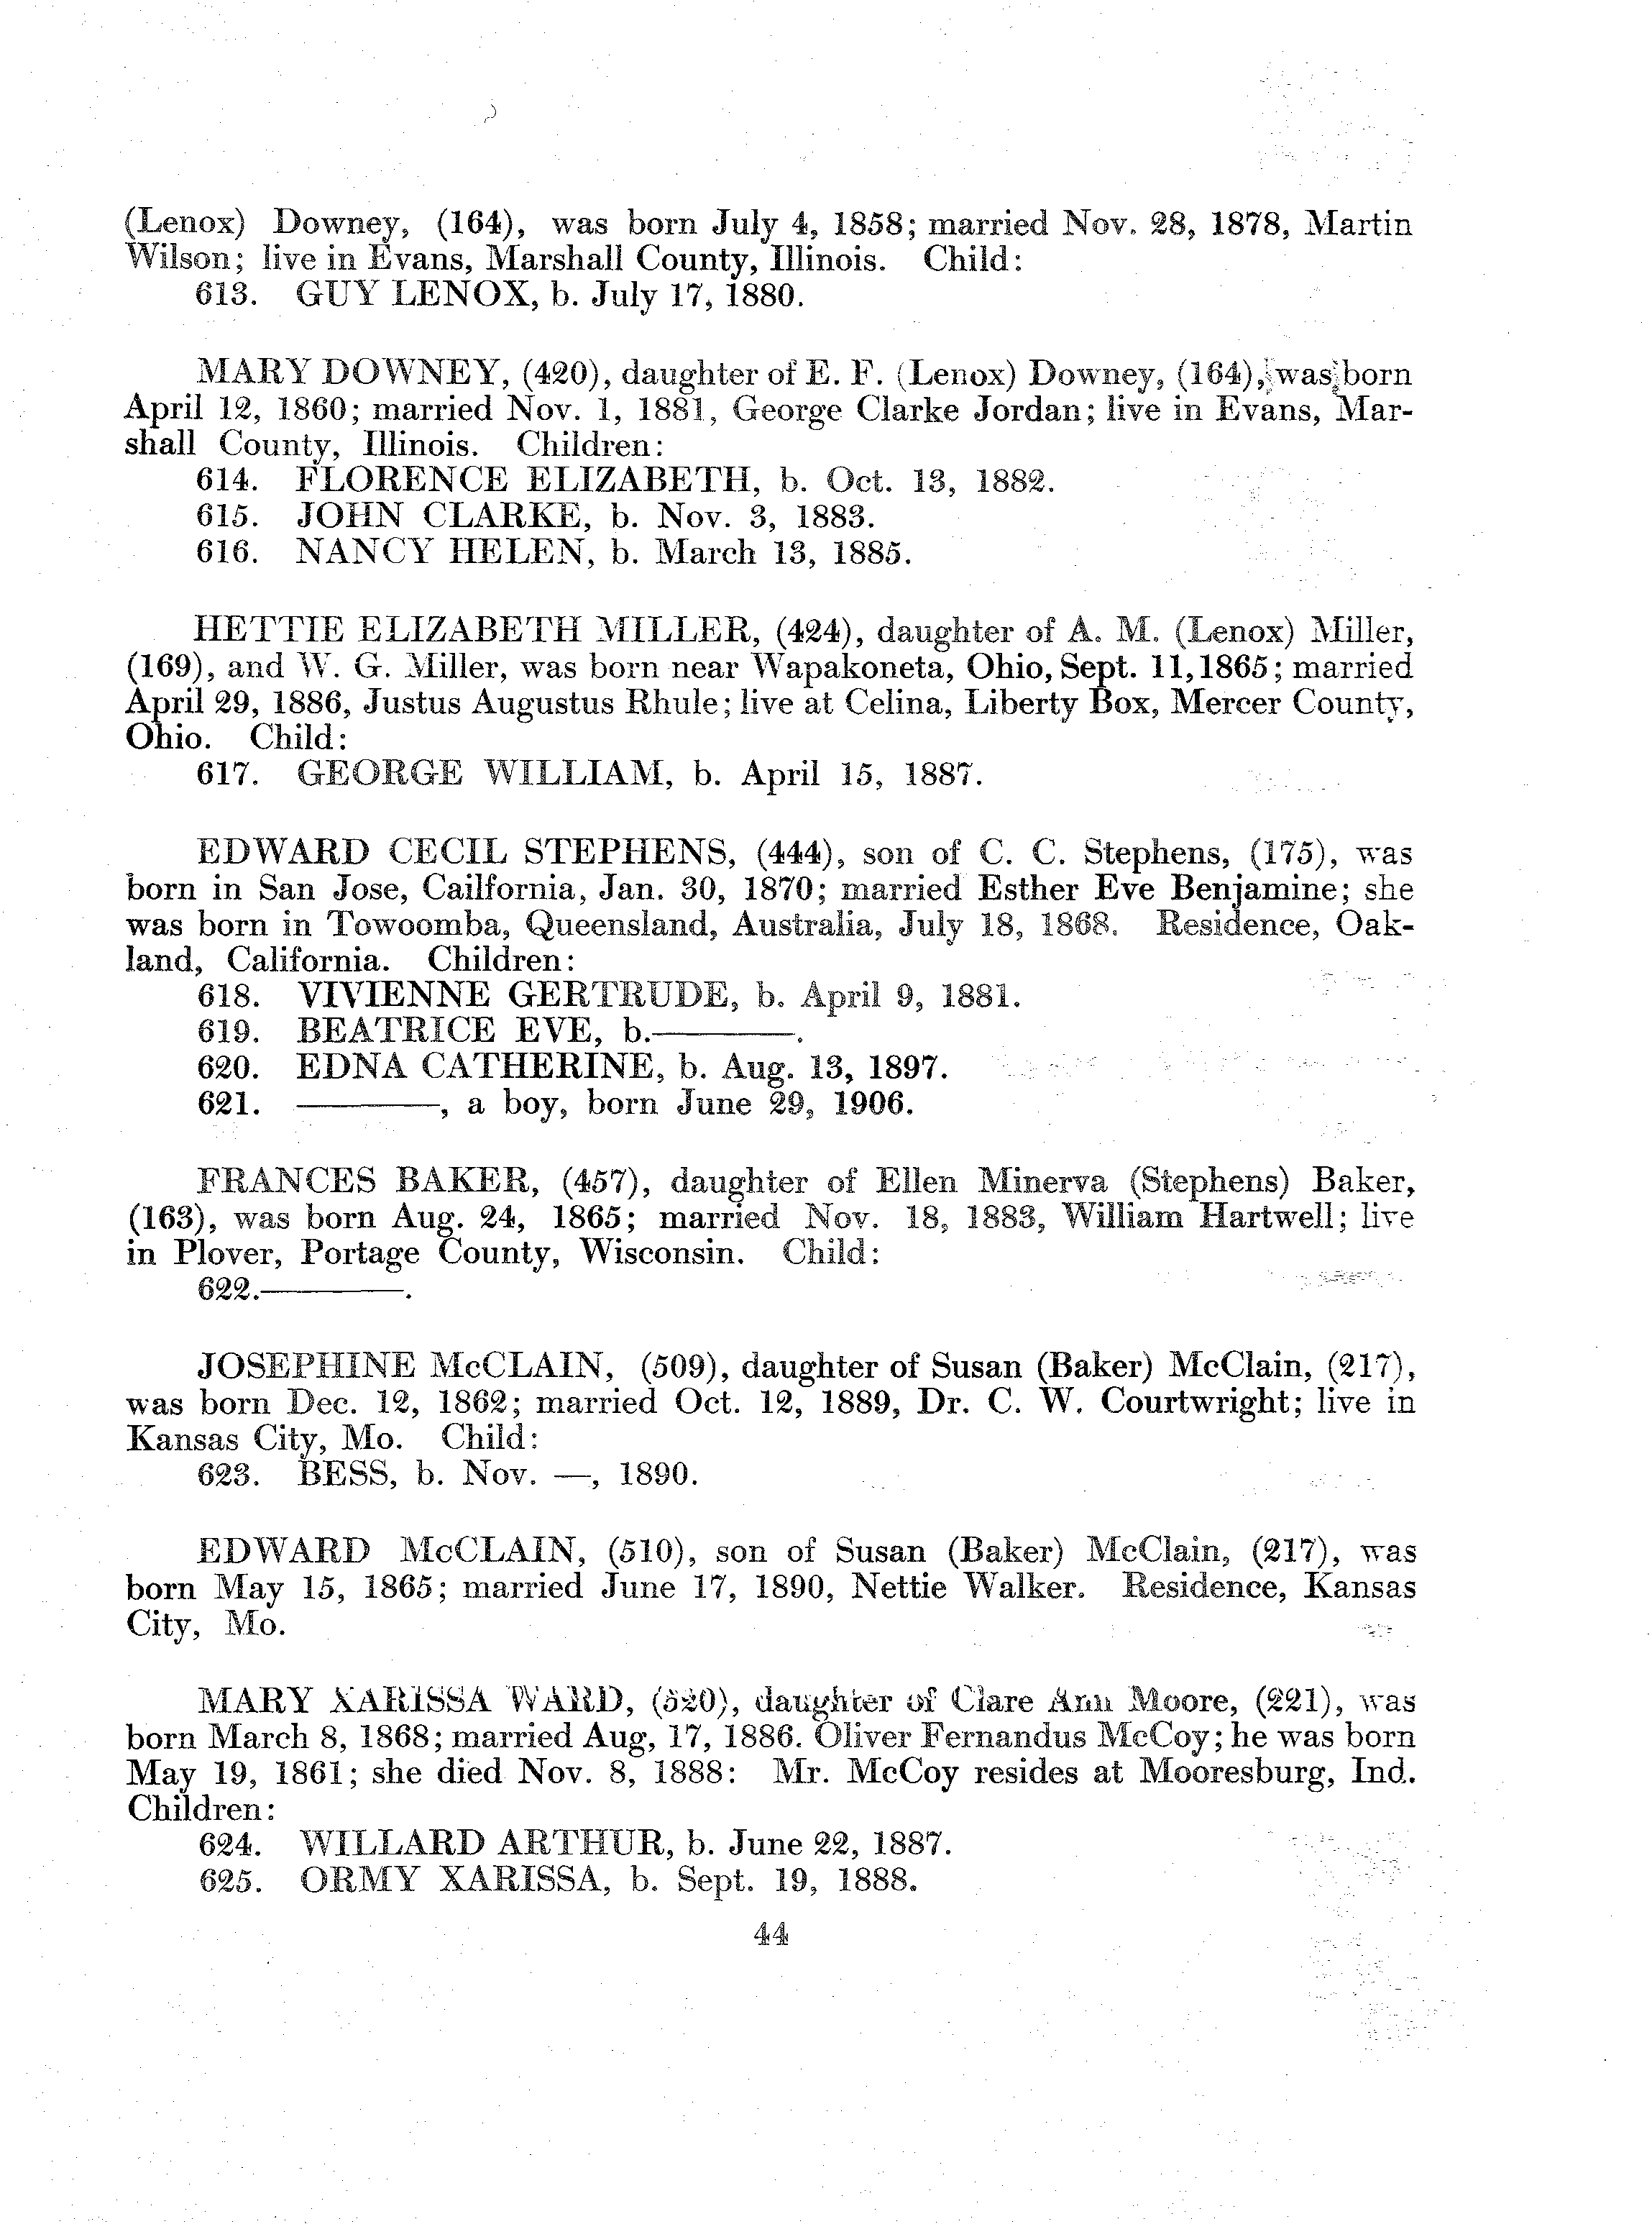 (Lenox) Downey, (164), was born July 4, 1858; married Nov. 28, 1878, Martin
Wilson; live in Evans, Marshall County, Illinois. Child:
613. GUY LENOX, b. July 17, 1880.
MARY DOWNEY, (420), daughter of E. F. (Lenox) Downey, (164), was born
April 12, 1860; married Nov. 1, 1881, George Clarke Jordan; live in Evans, Mar-
shall County, Illinois. Children:
614. FLORENCE ELIZABETH, b. Oct. 13, 1882.
615. JOHN CLARKE, b. Nov. 3, 1883.
616. NANCY HELEN, b. March 13, 1885.
HETTIE ELIZABETH MILLER, (424), daughter of A. M. (Lenox) Miller,
(169), and W. G. Miller, was born near Wapakoneta, Ohio, Sept. 11, 1865; married
April 29, 1886, Justus Augustus Rhule; live at Celina, Liberty Box, Mercer County,
Ohio. Child:
617. GEORGE WILLIAM, b. April 15, 1887.
EDWARD CECIL STEPHENS, (444), son of C. C. Stephens, (175), was
born in San Jose, Cailfornia, Jan. 30, 1870; married Esther Eve Benjamine; she
was born in Towoomba, Queensland, Australia, July 18, 1868. Residence, Oak-
land, California. Children:
618. VIVIENNE GERTRUDE, b. April 9, 1881.
619. BEATRICE EVE, b.———.
620. EDNA CATHERINE, b. Aug. 13, 1897.
621. ———, a boy, born June 29, 1906.
FRANCES BAKER, (457), daughter of Ellen Minerva (Stephens) Baker,
(163), was born Aug. 24, 1865; married Nov. 18, 1883, William Hartwell; live
in Plover, Portage County, Wisconsin. Child:
622.———.
JOSEPHINE McCLAIN, (509), daughter of Susan (Baker) McClain, (217),
was born Dec. 12, 1862; married Oct. 12, 1889, Dr. C. W. Courtwright; live in
Kansas City, Mo. Child:
623. BESS, b. Nov. —, 1890.
EDWARD McCLAIN, (510), son of Susan (Baker) McClain, (217), was
born May 15, 1865; married June 17, 1890, Nettie Walker. Residence, Kansas
City, Mo.
MARY XARISSA WARD, (520), daughter of Clare Ann Moore, (221), was
born March 8, 1868; married Aug, 17, 1886. Oliver Fernandus McCoy; he was born
May 19, 1861; she died Nov. 8, 1888: Mr. McCoy resides at Mooresburg, Ind.
Children:
624. WILLARD ARTHUR, b. June 22, 1887.
625. ORMY XARISSA, b. Sept. 19, 1888.
44